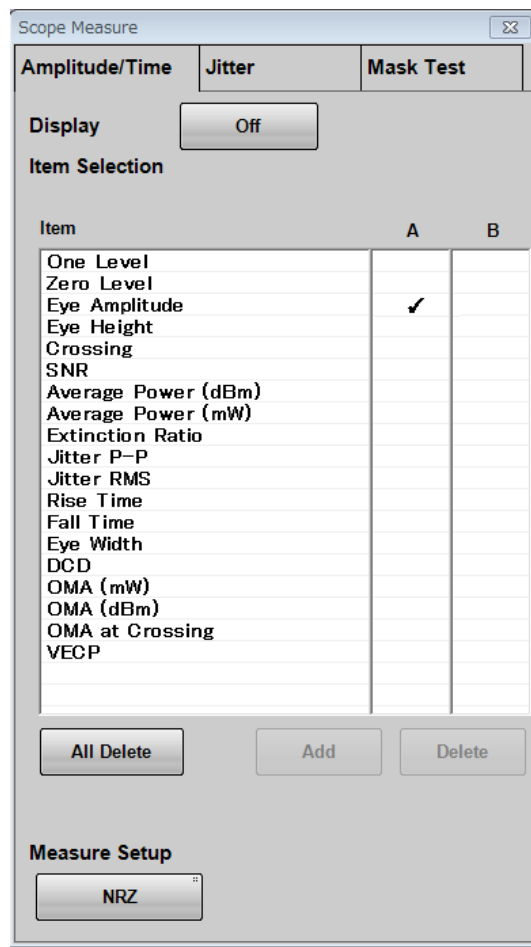 Scope Measure
Amplitude/Time Jitter Mask Test
Display Off
Item Selection
Item A B
One Level
Zero Level
Eye Amplitude ✓
Eye Height
Crossing
SNR
Average Power (dBm)
Average Power (mW)
Extinction Ratio
Jitter P-P
Jitter RMS
Rise Time
Fall Time
Eye Width
DCD
OMA (mW)
OMA (dBm)
OMA at Crossing
VECP
All Delete Add Delete
Measure Setup
NRZ